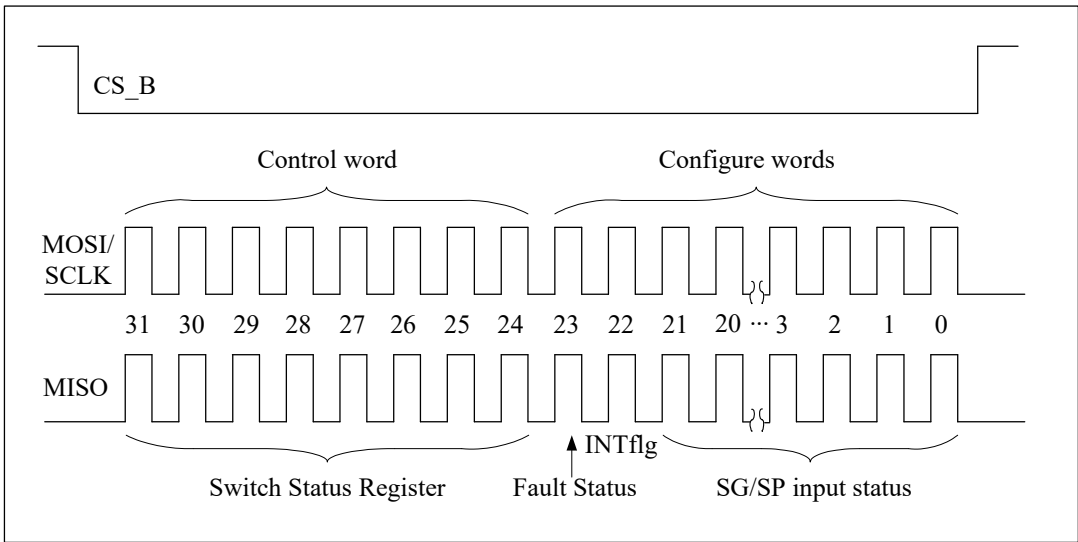 CS_B
Control word
Configure words
MOSI/
SCLK
31 30 29 28 27 26 25 24 23 22 21 20 ··· 3 2 1 0
MISO
INTflg
Switch Status Register
Fault Status
SG/SP input status